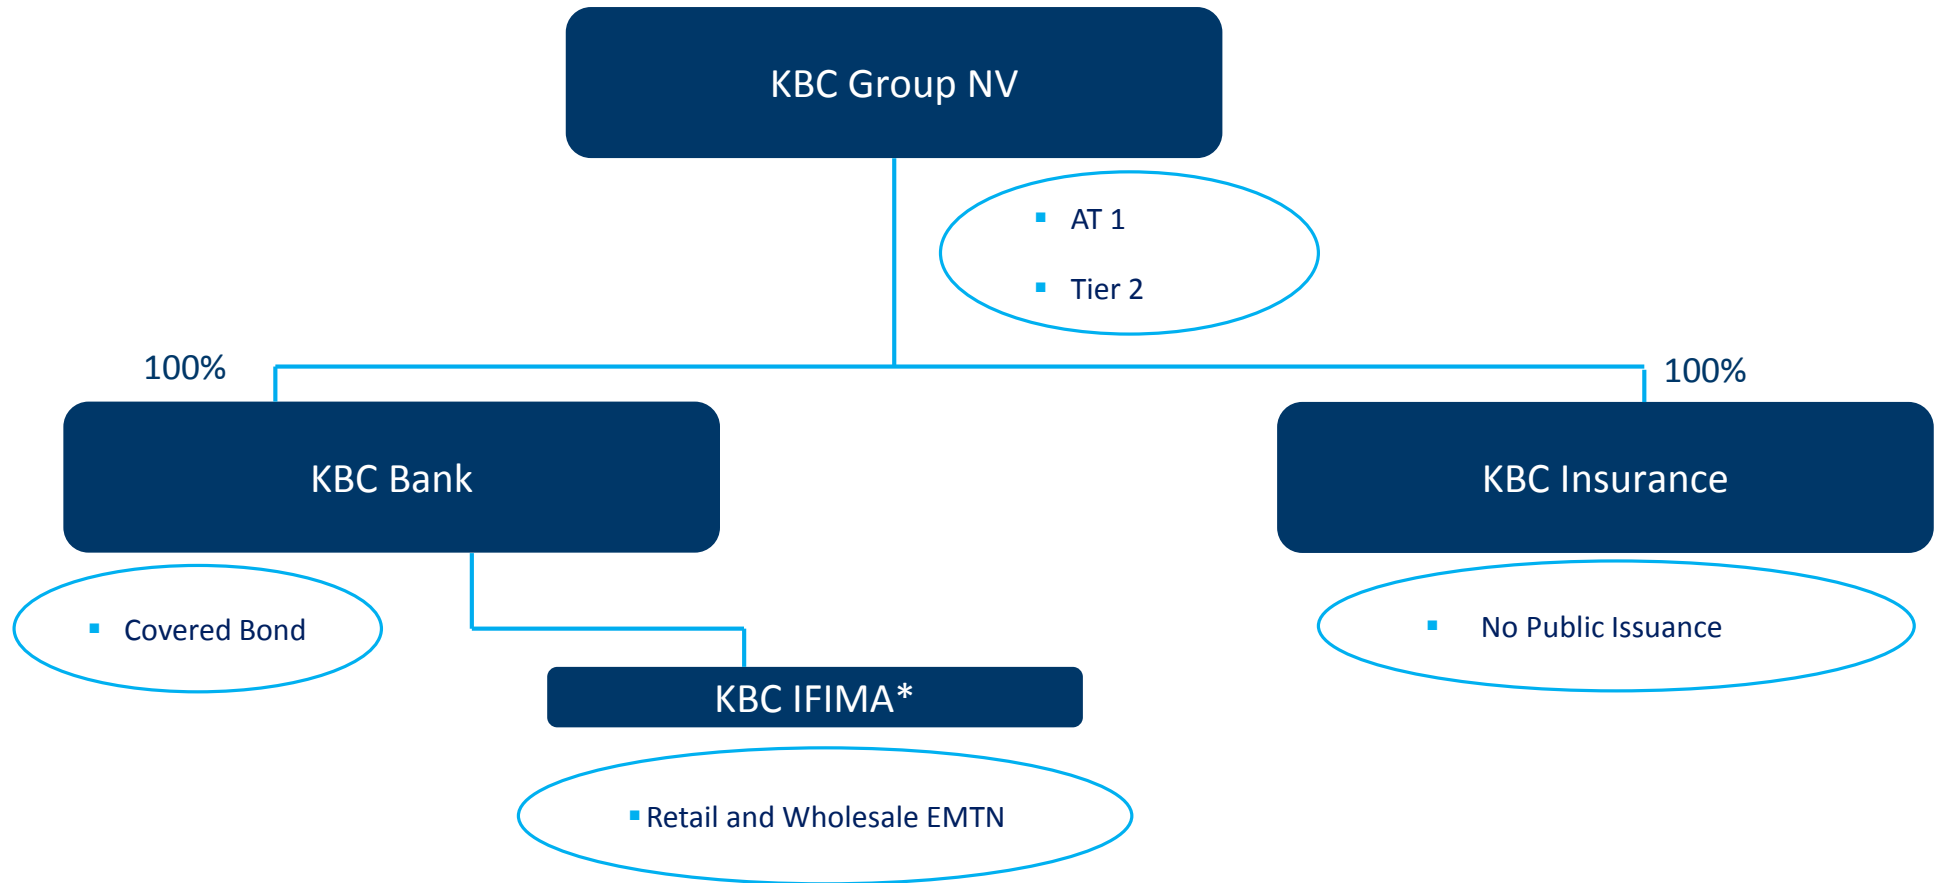 KBC Group NV
▪ AT 1
▪ Tier 2
100%
100%
KBC Bank
KBC Insurance
▪ Covered Bond
▪ No Public Issuance
KBC IFIMA*
▪ Retail and Wholesale EMTN